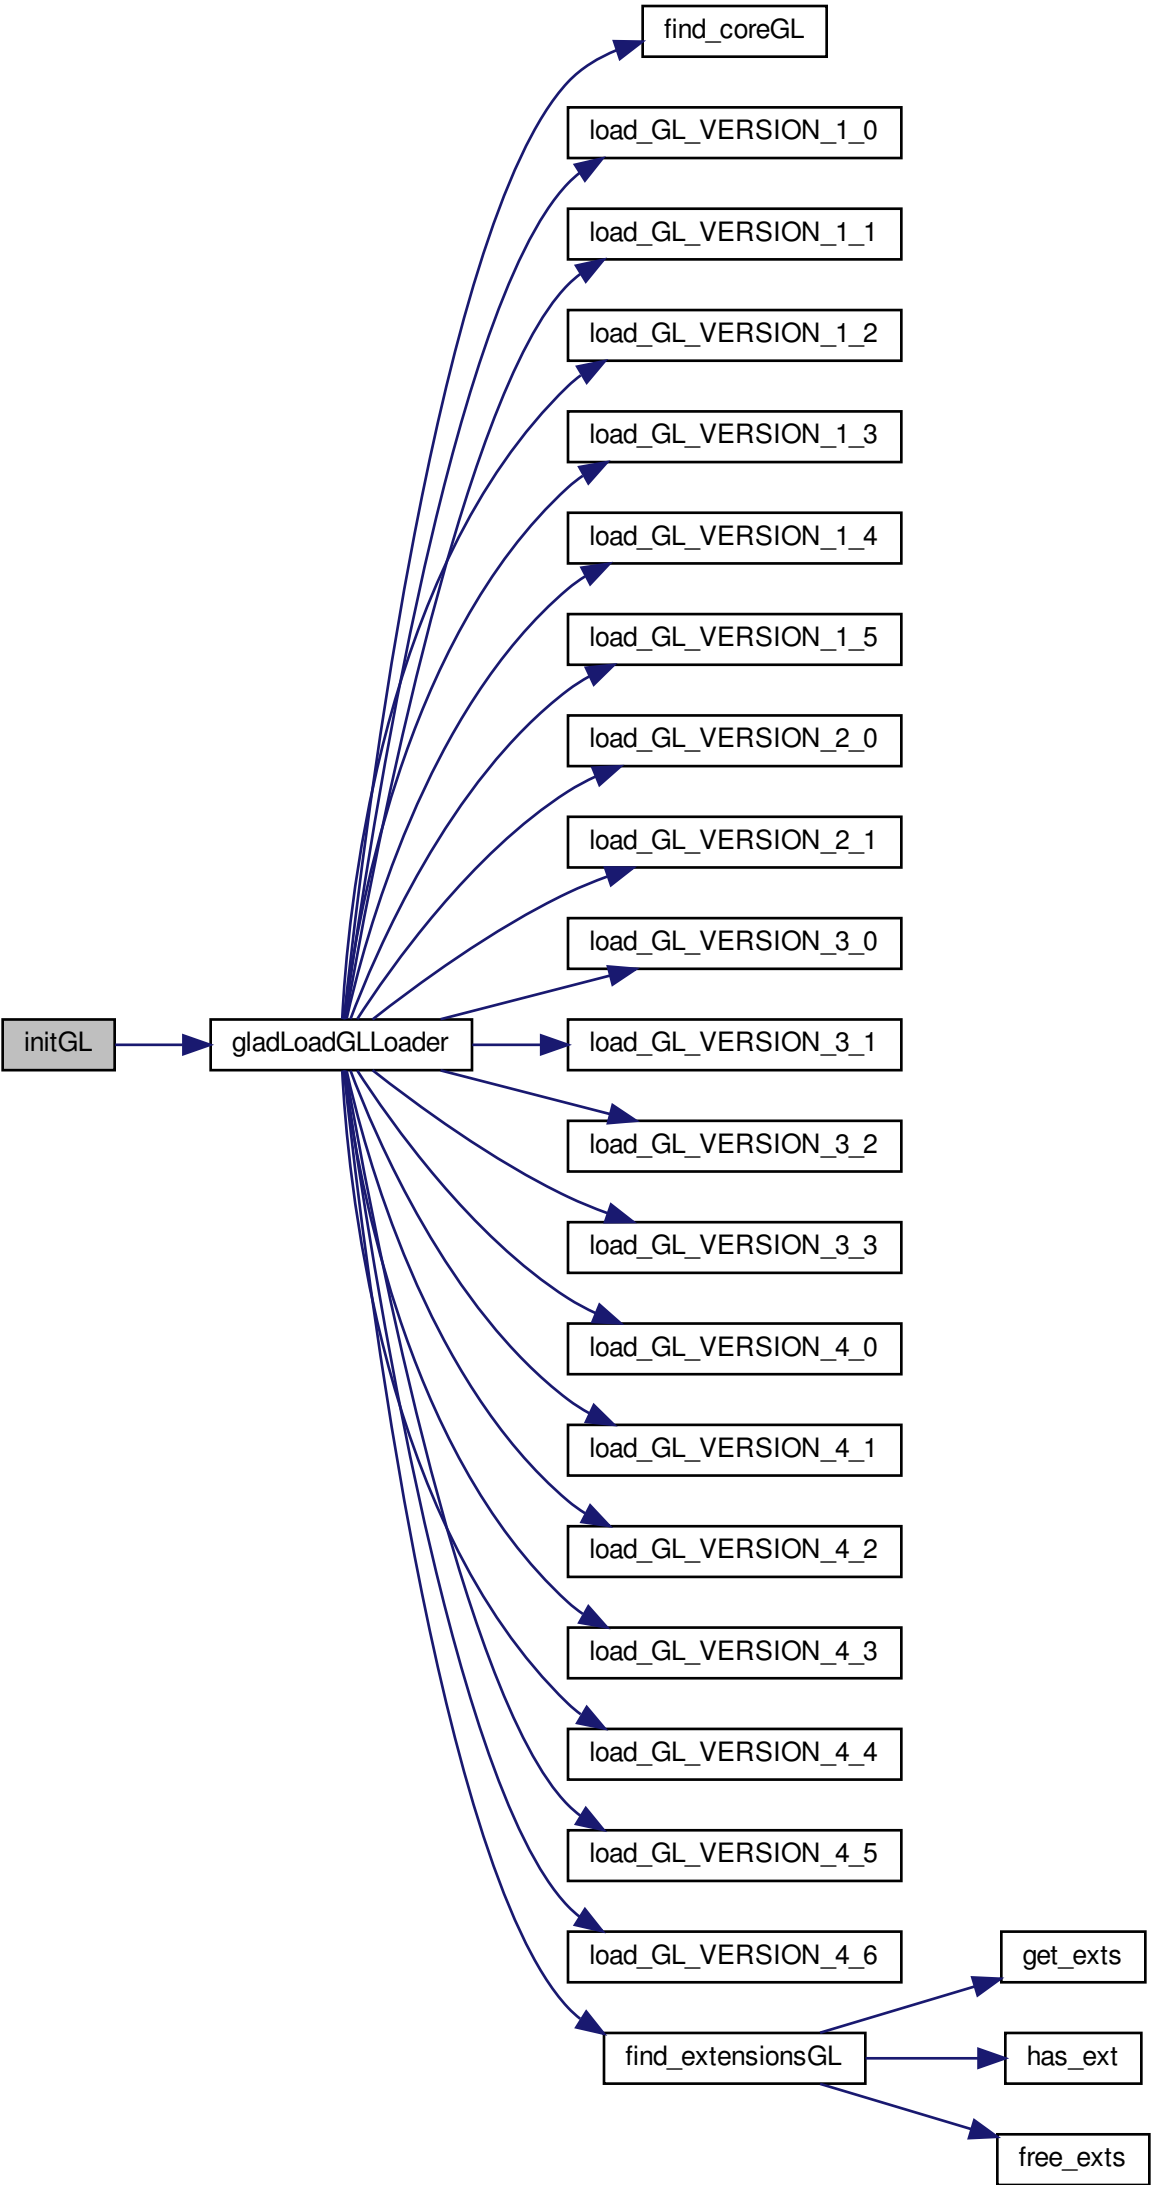 find_coreGL
load_GL_VERSION_1_0
load_GL_VERSION_1_1
load_GL_VERSION_1_2
load_GL_VERSION_1_3
load_GL_VERSION_1_4
load_GL_VERSION_1_5
load_GL_VERSION_2_0
load_GL_VERSION_2_1
load_GL_VERSION_3_0
initGL
gladLoadGLLoader
load_GL_VERSION_3_1
load_GL_VERSION_3_2
load_GL_VERSION_3_3
load_GL_VERSION_4_0
load_GL_VERSION_4_1
load_GL_VERSION_4_2
load_GL_VERSION_4_3
load_GL_VERSION_4_4
load_GL_VERSION_4_5
load_GL_VERSION_4_6
get_exts
find_extensionsGL
has_ext
free_exts